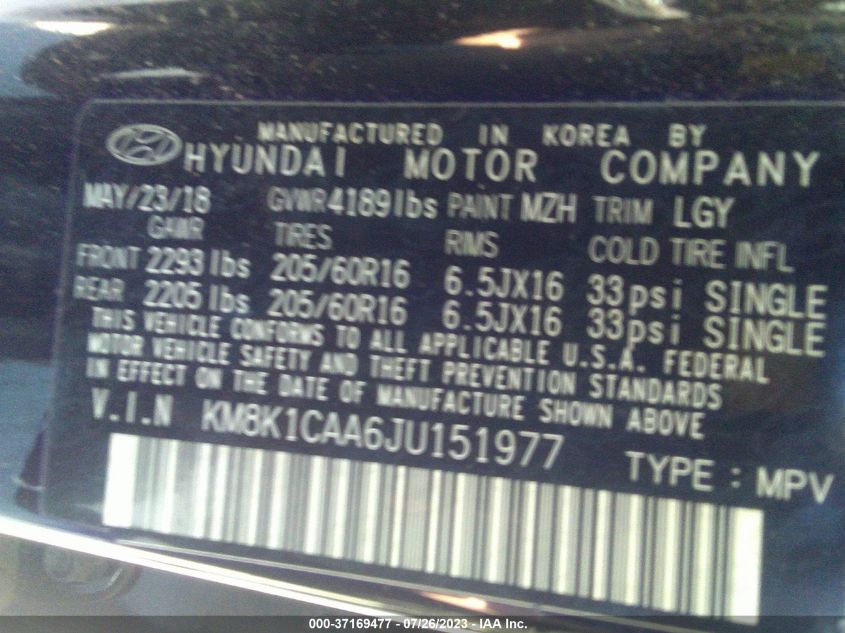 MANUFACTURED IN KOREA BY
HYUNDAI MOTOR COMPANY
MAY/23/18 GVWR 4189lbs PAINT MZH TRIM LGY
GAWR TIRES RIMS COLD TIRE INFL
FRONT 2293lbs 205/60R16 6.5JX16 33psi SINGLE
REAR 2205lbs 205/60R16 6.5JX16 33psi SINGLE
THIS VEHICLE CONFORMS TO ALL APPLICABLE U.S.A. FEDERAL
MOTOR VEHICLE SAFETY AND THEFT PREVENTION STANDARDS
IN EFFECT ON THE DATE OF MANUFACTURE SHOWN ABOVE
V.I.N KM8K1CAA6JU151977
TYPE : MPV
000-37169477 - 07/26/2023 - IAA Inc.